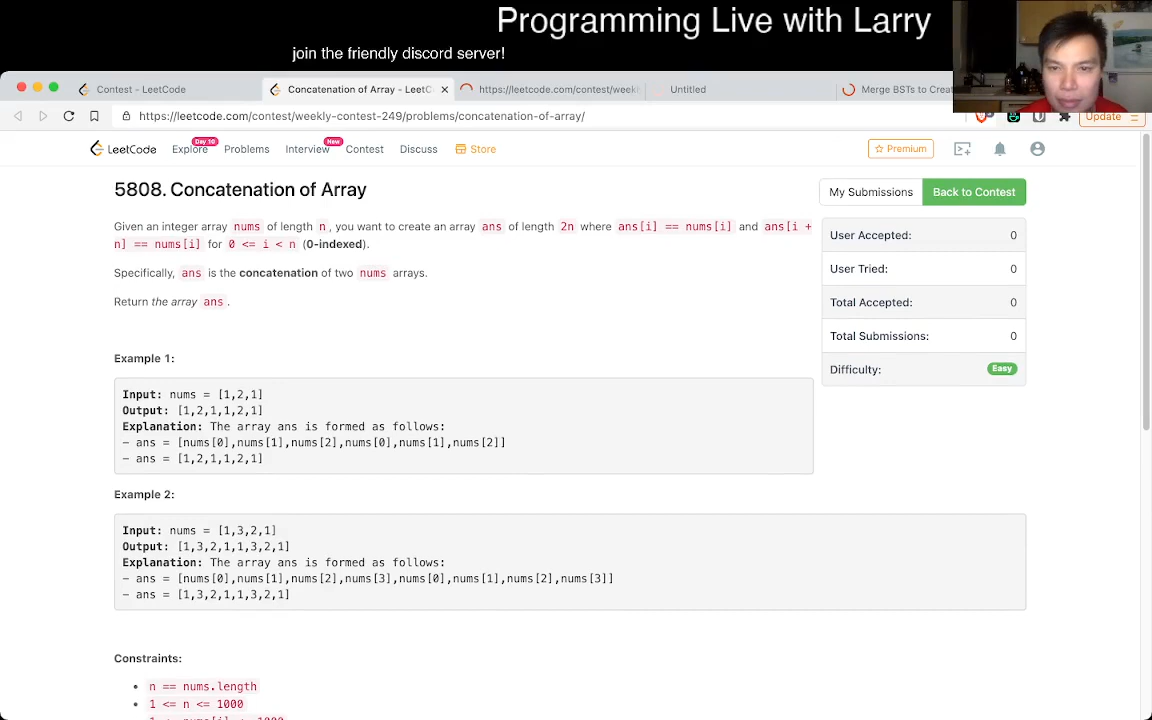 Programming Live with Larry
join the friendly discord server!
Contest - LeetCode
Concatenation of Array - LeetC
https://leetcode.com/contest/weekl
Untitled
Merge BSTs to Creat
https://leetcode.com/contest/weekly-contest-249/problems/concatenation-of-array/
Update
LeetCode
Explore
Day 10
Problems
Interview
New
Contest
Discuss
Store
Premium
5808. Concatenation of Array
My Submissions
Back to Contest
Given an integer array nums of length n, you want to create an array ans of length 2n where ans[i] == nums[i] and ans[i +
n] == nums[i] for 0 <= i < n (0-indexed).
Specifically, ans is the concatenation of two nums arrays.
Return the array ans.
User Accepted: 0
User Tried: 0
Total Accepted: 0
Total Submissions: 0
Difficulty: Easy
Example 1:
Input: nums = [1,2,1]
Output: [1,2,1,1,2,1]
Explanation: The array ans is formed as follows:
- ans = [nums[0],nums[1],nums[2],nums[0],nums[1],nums[2]]
- ans = [1,2,1,1,2,1]
Example 2:
Input: nums = [1,3,2,1]
Output: [1,3,2,1,1,3,2,1]
Explanation: The array ans is formed as follows:
- ans = [nums[0],nums[1],nums[2],nums[3],nums[0],nums[1],nums[2],nums[3]]
- ans = [1,3,2,1,1,3,2,1]
Constraints:
n == nums.length
1 <= n <= 1000